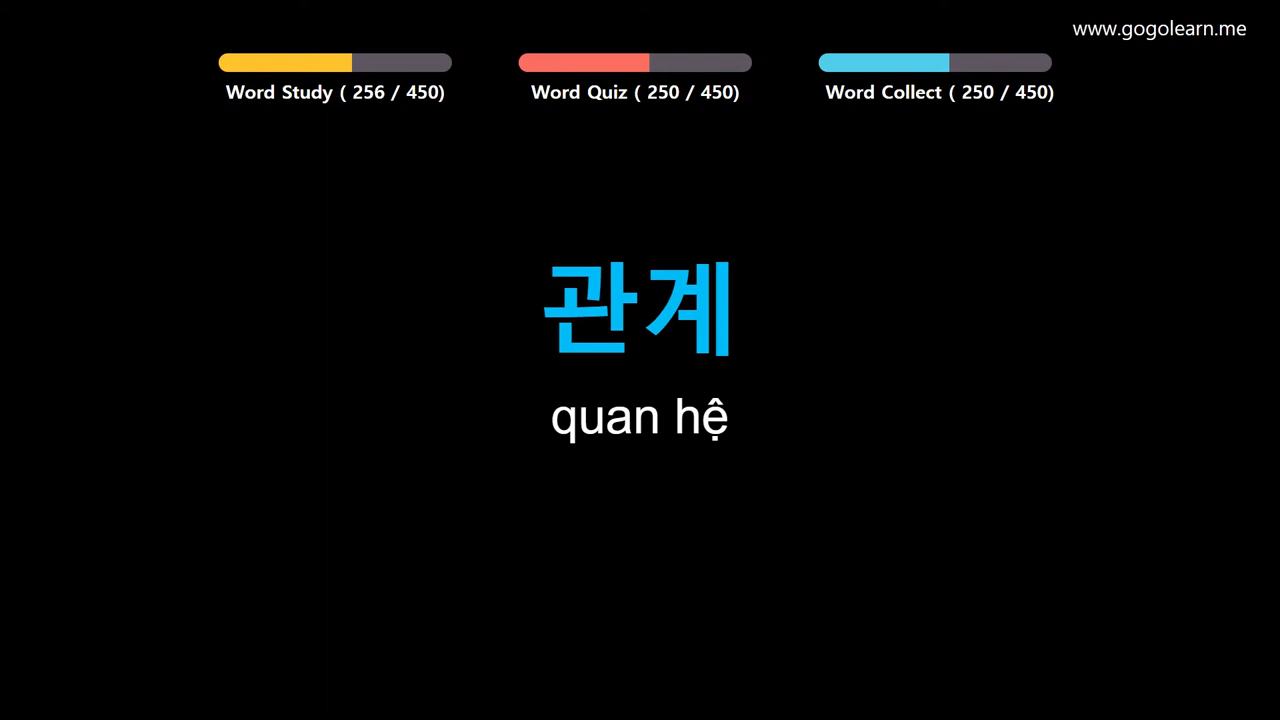 www.gogolearn.me
Word Study ( 256 / 450)
Word Quiz ( 250 / 450)
Word Collect ( 250 / 450)
관계
quan hệ